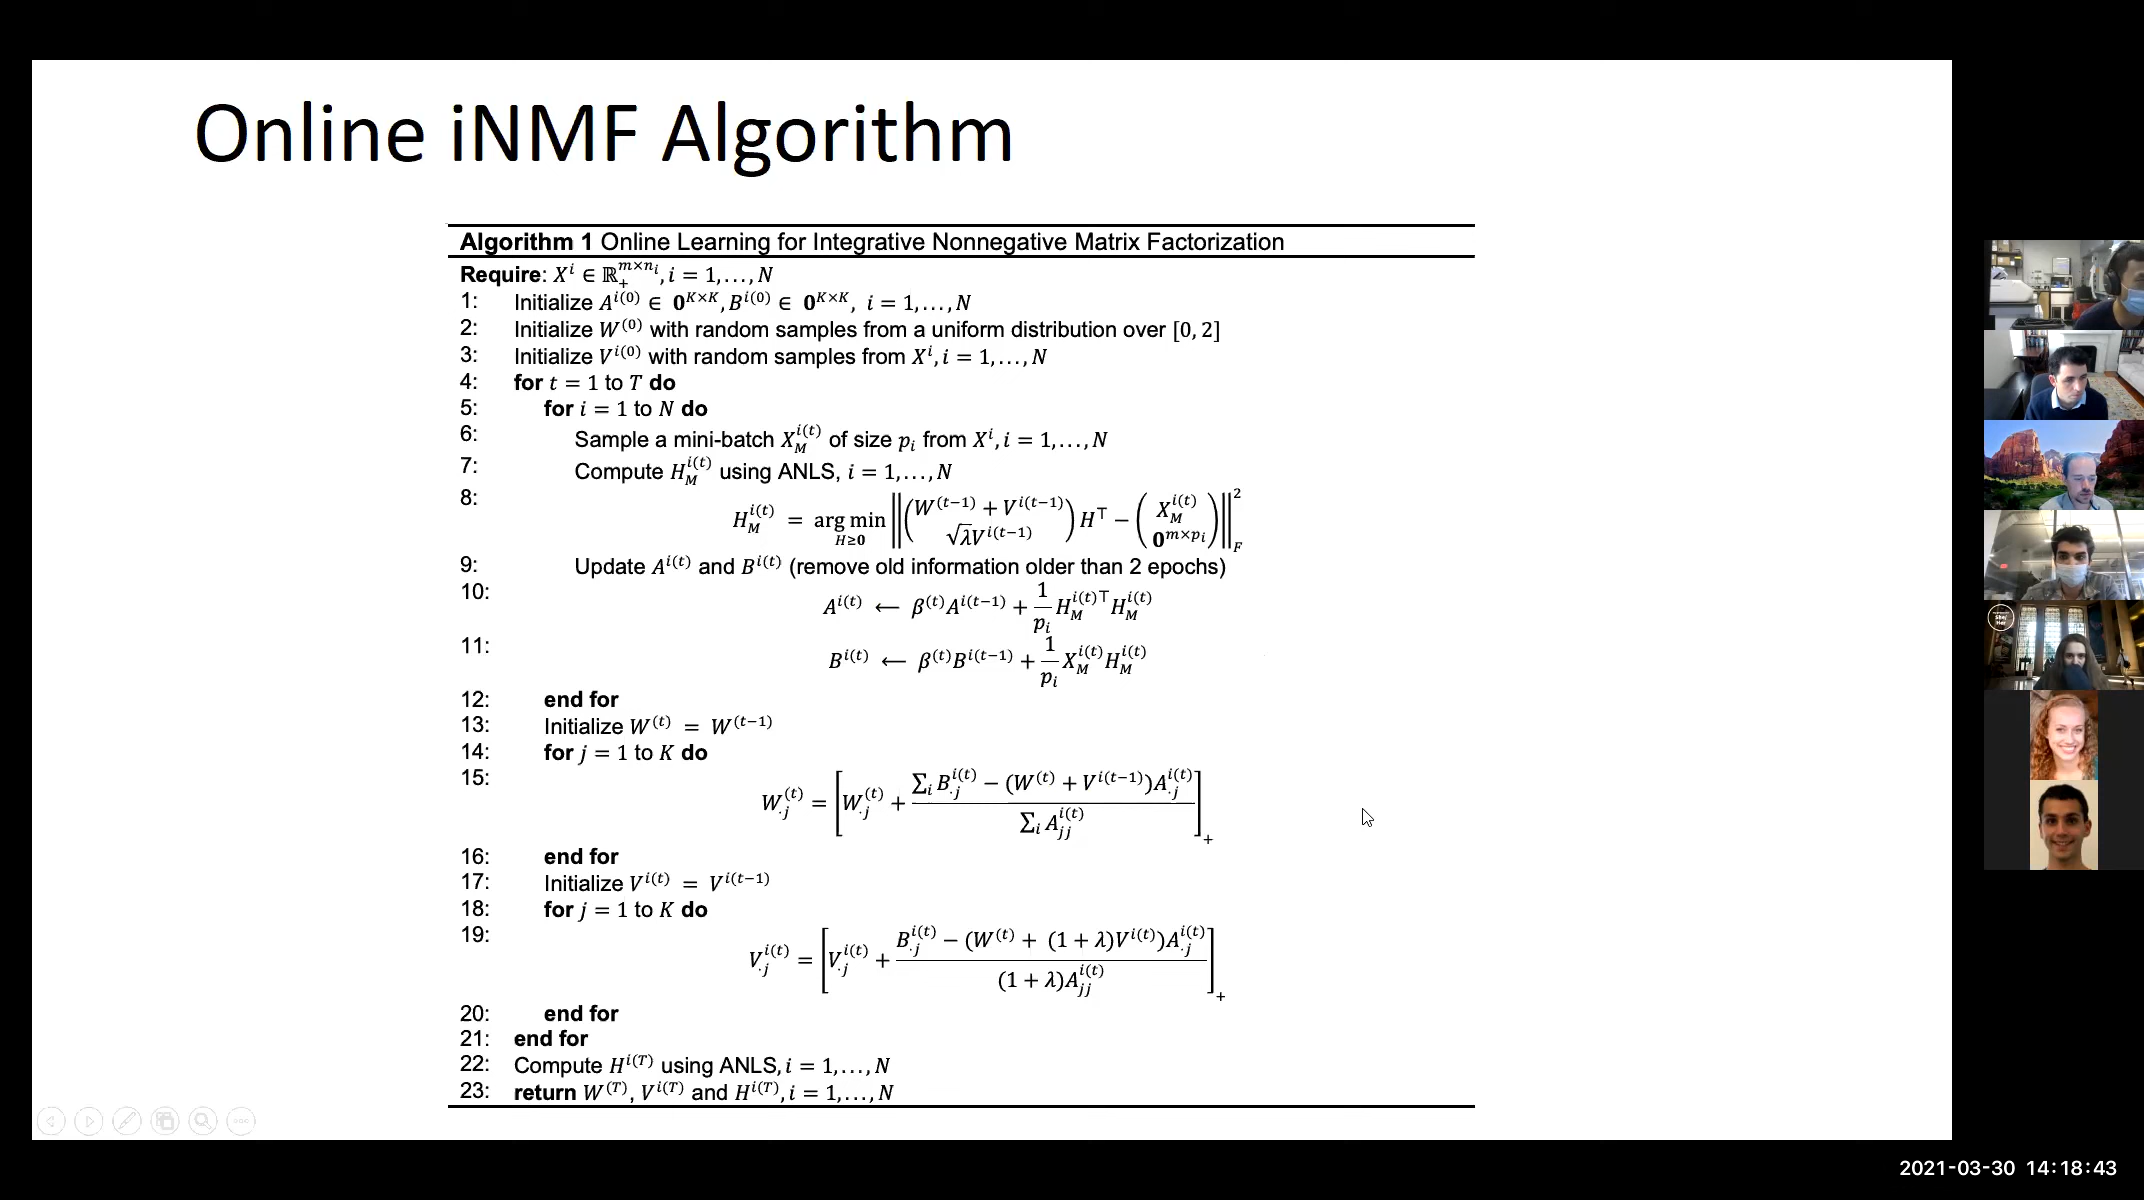 Online iNMF Algorithm
Algorithm 1 Online Learning for Integrative Nonnegative Matrix Factorization
Require: Xⁱ ∈ ℝ₊^{m×nᵢ}, i = 1, . . . , N
1: Initialize A^{i(0)} ∈ 𝟎^{K×K}, B^{i(0)} ∈ 𝟎^{K×K}, i = 1, . . . , N
2: Initialize W^{(0)} with random samples from a uniform distribution over [0, 2]
3: Initialize V^{i(0)} with random samples from Xⁱ, i = 1, . . . , N
4: for t = 1 to T do
5: for i = 1 to N do
6: Sample a mini-batch X_M^{i(t)} of size pᵢ from Xⁱ, i = 1, . . . , N
7: Compute H_M^{i(t)} using ANLS, i = 1, . . . , N
8: H_M^{i(t)} = arg min_{H≥0} ‖ ( W^{(t−1)} + V^{i(t−1)} ; √λV^{i(t−1)} ) H^⊤ − ( X_M^{i(t)} ; 𝟎^{m×pᵢ} ) ‖_F^2
9: Update A^{i(t)} and B^{i(t)} (remove old information older than 2 epochs)
10: A^{i(t)} ← β^{(t)}A^{i(t−1)} + 1/pᵢ H_M^{i(t)⊤}H_M^{i(t)}
11: B^{i(t)} ← β^{(t)}B^{i(t−1)} + 1/pᵢ X_M^{i(t)}H_M^{i(t)}
12: end for
13: Initialize W^{(t)} = W^{(t−1)}
14: for j = 1 to K do
15: W_{·j}^{(t)} = [ W_{·j}^{(t)} + (∑ᵢ B_{·j}^{i(t)} − (W^{(t)} + V^{i(t−1)})A_{·j}^{i(t)}) / (∑ᵢ A_{jj}^{i(t)}) ]₊
16: end for
17: Initialize V^{i(t)} = V^{i(t−1)}
18: for j = 1 to K do
19: V_{·j}^{i(t)} = [ V_{·j}^{i(t)} + (B_{·j}^{i(t)} − (W^{(t)} + (1 + λ)V^{i(t)})A_{·j}^{i(t)}) / ((1 + λ)A_{jj}^{i(t)}) ]₊
20: end for
21: end for
22: Compute H^{i(T)} using ANLS, i = 1, . . . , N
23: return W^{(T)}, V^{i(T)} and H^{i(T)}, i = 1, . . . , N
2021-03-30 14:18:43